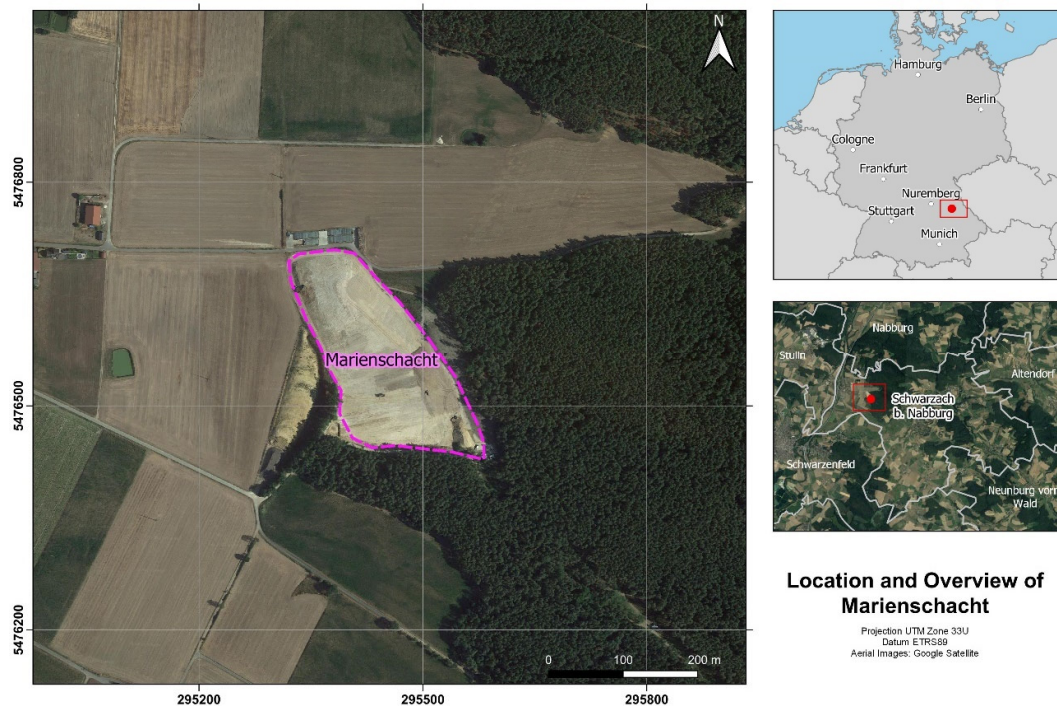 N
5476800
5476500
5476200
Marienschacht
0 100 200 m
295200 295500 295800
Hamburg
Berlin
Cologne
Frankfurt
Nuremberg
Stuttgart
Munich
Nabburg
Stulln
Altendorf
Schwarzach
b. Nabburg
Schwarzenfeld
Neunburg vorm
Wald
Location and Overview of
Marienschacht
Projection UTM Zone 33U
Datum ETRS89
Aerial Images: Google Satellite